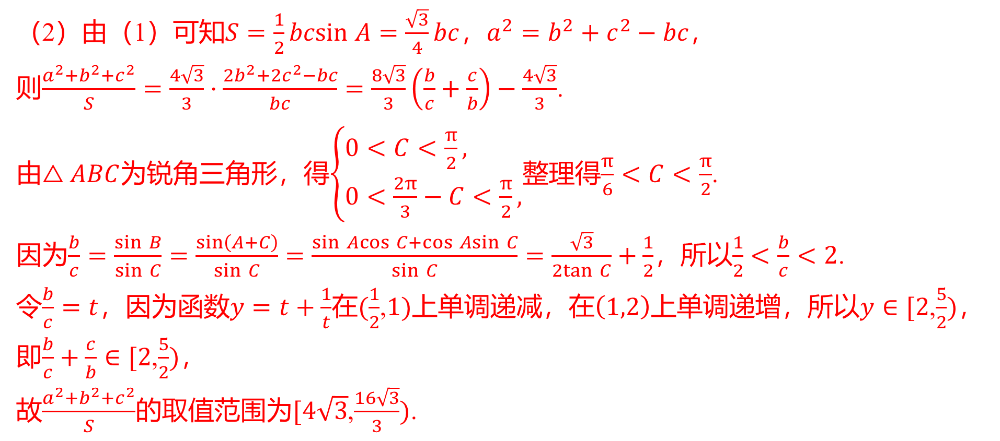 （2）由（1）可知$S=\frac{1}{2}bc\sin A=\frac{\sqrt{3}}{4}bc$，$a^2=b^2+c^2-bc$，
则$\frac{a^2+b^2+c^2}{S}=\frac{4\sqrt{3}}{3}\cdot\frac{2b^2+2c^2-bc}{bc}=\frac{8\sqrt{3}}{3}\left(\frac{b}{c}+\frac{c}{b}\right)-\frac{4\sqrt{3}}{3}$.
由$\triangle ABC$为锐角三角形，得$\begin{cases}0<C<\frac{\pi}{2},\\0<\frac{2\pi}{3}-C<\frac{\pi}{2},\end{cases}$整理得$\frac{\pi}{6}<C<\frac{\pi}{2}$.
因为$\frac{b}{c}=\frac{\sin B}{\sin C}=\frac{\sin(A+C)}{\sin C}=\frac{\sin A\cos C+\cos A\sin C}{\sin C}=\frac{\sqrt{3}}{2\tan C}+\frac{1}{2}$，所以$\frac{1}{2}<\frac{b}{c}<2$.
令$\frac{b}{c}=t$，因为函数$y=t+\frac{1}{t}$在$(\frac{1}{2},1)$上单调递减，在$(1,2)$上单调递增，所以$y\in[2,\frac{5}{2})$，
即$\frac{b}{c}+\frac{c}{b}\in[2,\frac{5}{2})$，
故$\frac{a^2+b^2+c^2}{S}$的取值范围为$[4\sqrt{3},\frac{16\sqrt{3}}{3})$.